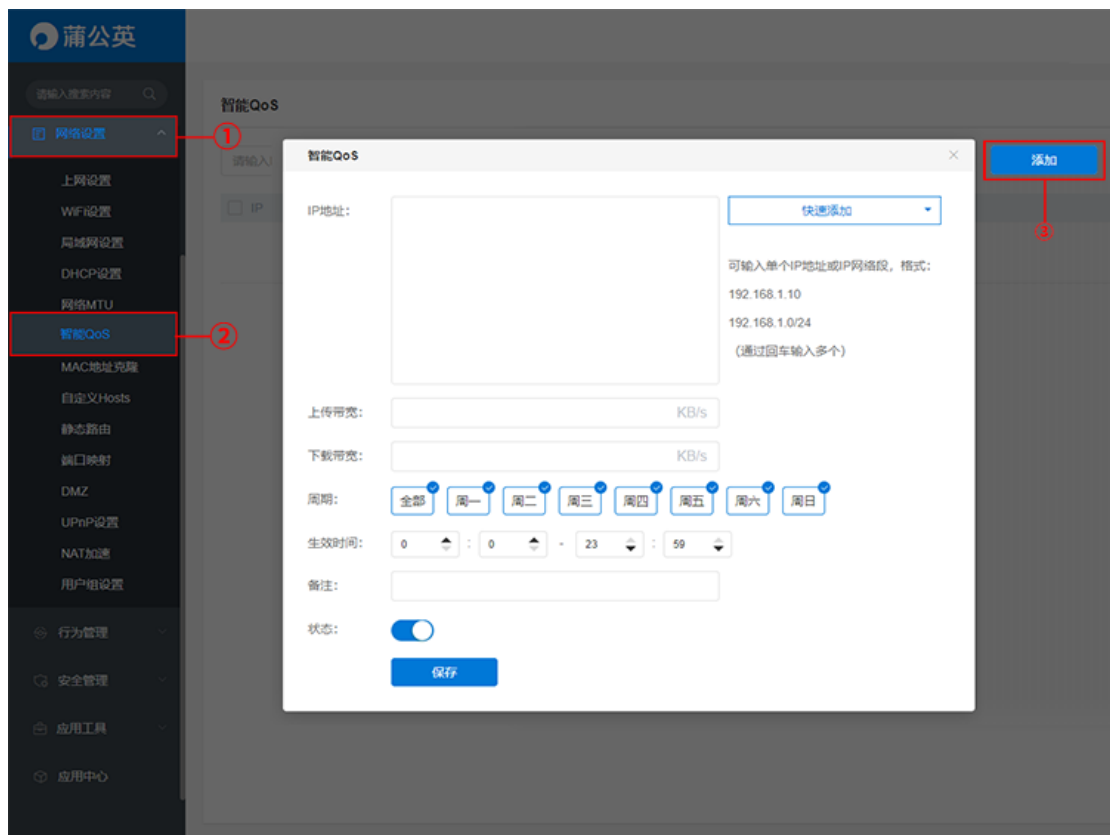 蒲公英
请输入搜索内容
网络设置
①
上网设置
WiFi设置
局域网设置
DHCP设置
网络MTU
智能QoS
②
MAC地址克隆
自定义Hosts
静态路由
端口映射
DMZ
UPnP设置
NAT加速
用户组设置
行为管理
安全管理
应用工具
应用中心
智能QoS
请输入I
IP
添加
③
智能QoS
IP地址:
快速添加
可输入单个IP地址或IP网络段，格式：
192.168.1.10
192.168.1.0/24
（通过回车输入多个）
上传带宽: KB/s
下载带宽: KB/s
周期: 全部 周一 周二 周三 周四 周五 周六 周日
生效时间: 0 : 0 - 23 : 59
备注:
状态:
保存